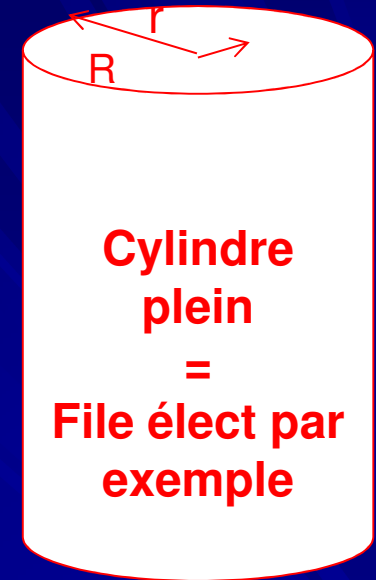 r
R
Cylindre
plein
=
File élect par
exemple